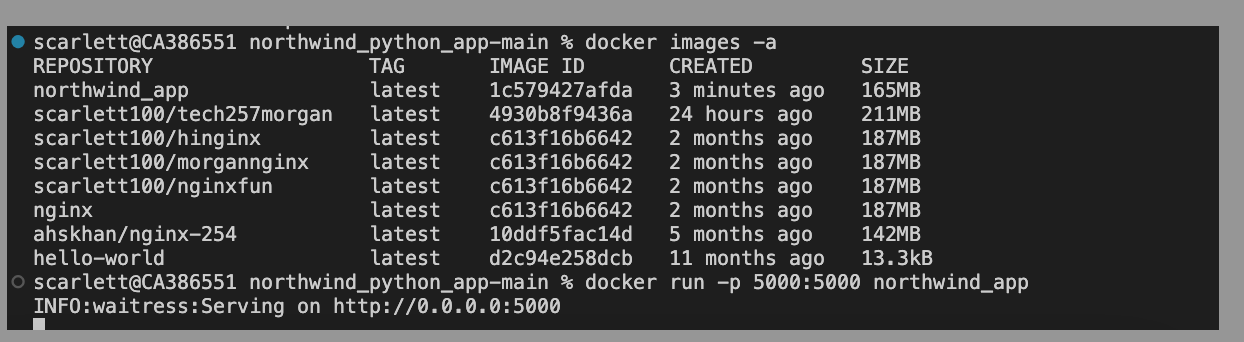 scarlett@CA386551 northwind_python_app-main % docker images -a
REPOSITORY TAG IMAGE ID CREATED SIZE
northwind_app latest 1c579427afda 3 minutes ago 165MB
scarlett100/tech257morgan latest 4930b8f9436a 24 hours ago 211MB
scarlett100/hinginx latest c613f16b6642 2 months ago 187MB
scarlett100/morgannginx latest c613f16b6642 2 months ago 187MB
scarlett100/nginxfun latest c613f16b6642 2 months ago 187MB
nginx latest c613f16b6642 2 months ago 187MB
ahskhan/nginx-254 latest 10ddf5fac14d 5 months ago 142MB
hello-world latest d2c94e258dcb 11 months ago 13.3kB
scarlett@CA386551 northwind_python_app-main % docker run -p 5000:5000 northwind_app
INFO:waitress:Serving on http://0.0.0.0:5000